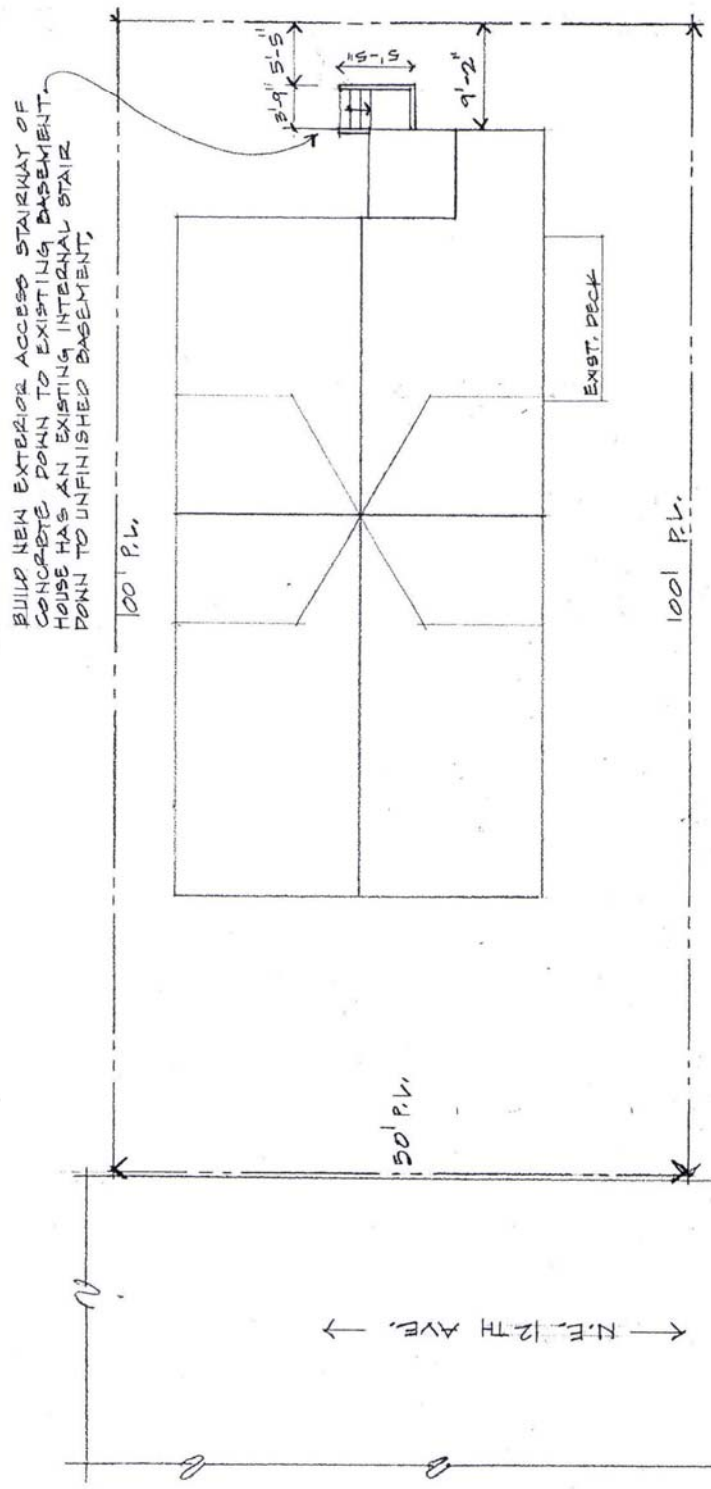 BUILD NEW EXTERIOR ACCESS STAIRWAY OF
CONCRETE DOWN TO EXISTING BASEMENT.
HOUSE HAS AN EXISTING INTERNAL STAIR
DOWN TO UNFINISHED BASEMENT.
100' P.L.
3'-9"
5'-5"
5'-5"
9'-2"
EXIST. DECK
100' P.L.
50' P.L.
N.E. 12TH AVE.